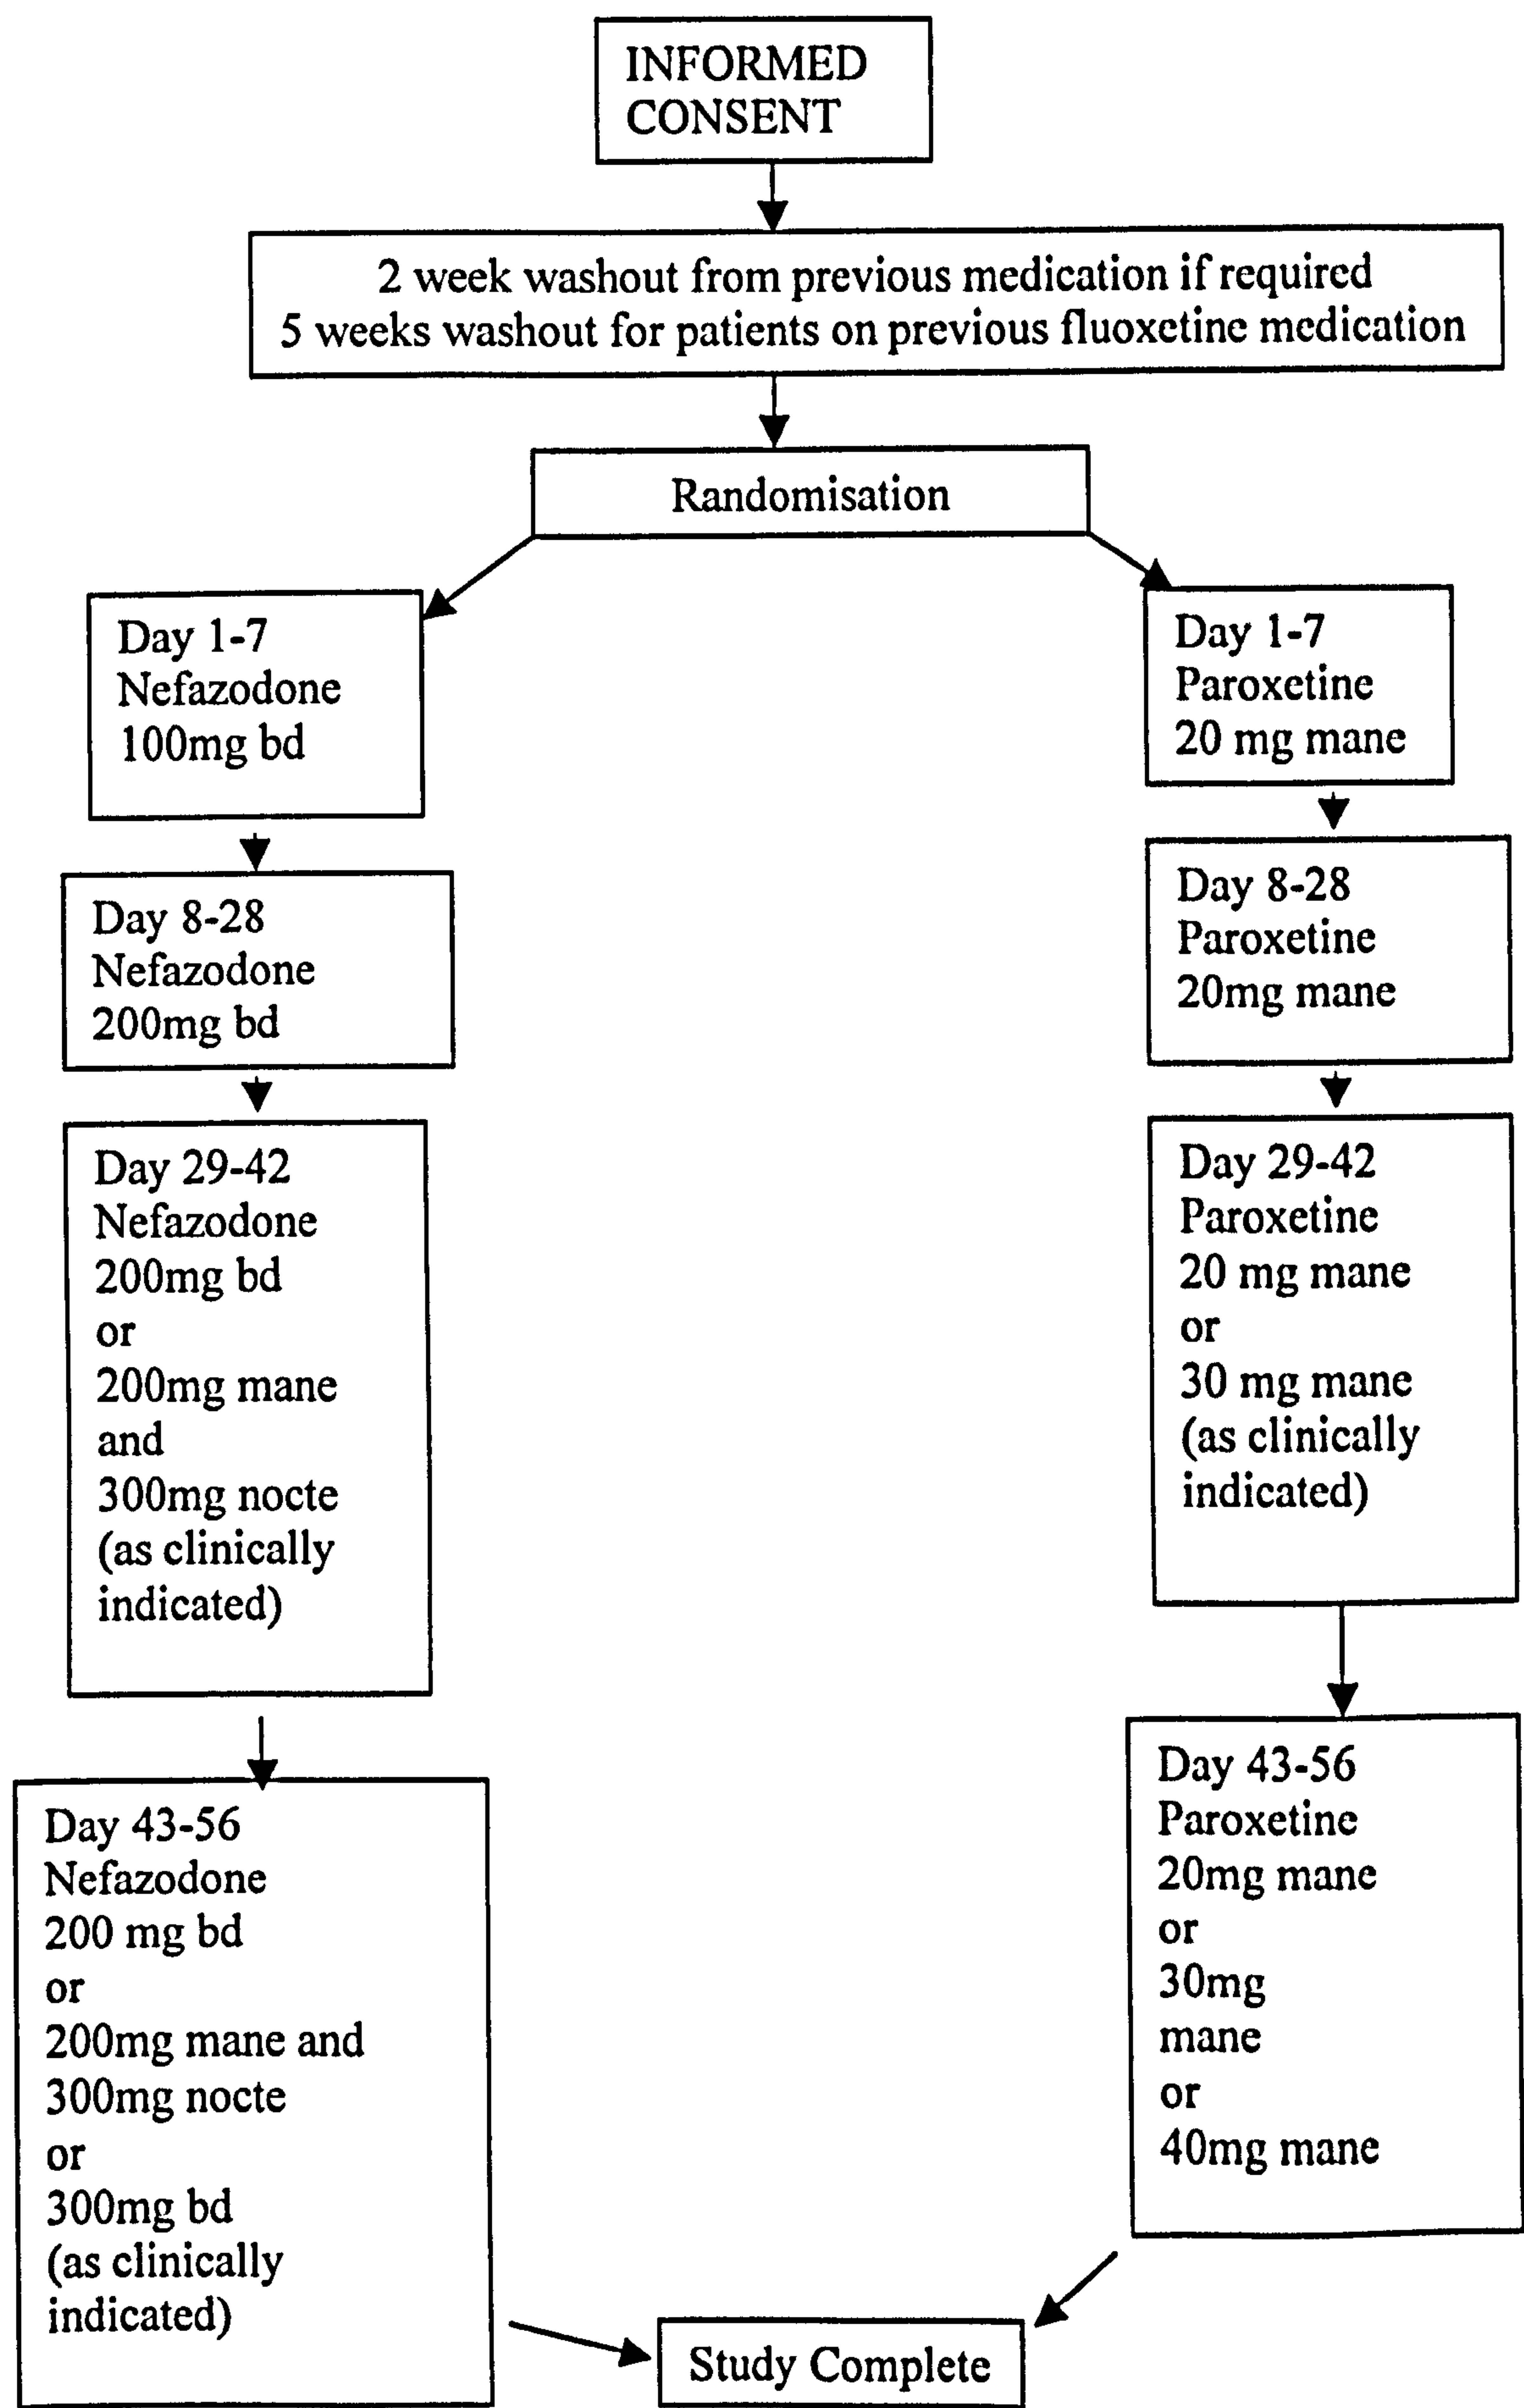 INFORMED
CONSENT
2 week washout from previous medication if required
5 weeks washout for patients on previous fluoxetine medication
Randomisation
Day 1-7
Nefazodone
100mg bd
Day 8-28
Nefazodone
200mg bd
Day 29-42
Nefazodone
200mg bd
or
200mg mane
and
300mg nocte
(as clinically
indicated)
Day 43-56
Nefazodone
200 mg bd
or
200mg mane and
300mg nocte
or
300mg bd
(as clinically
indicated)
Day 1-7
Paroxetine
20 mg mane
Day 8-28
Paroxetine
20mg mane
Day 29-42
Paroxetine
20 mg mane
or
30 mg mane
(as clinically
indicated)
Day 43-56
Paroxetine
20mg mane
or
30mg
mane
or
40mg mane
Study Complete